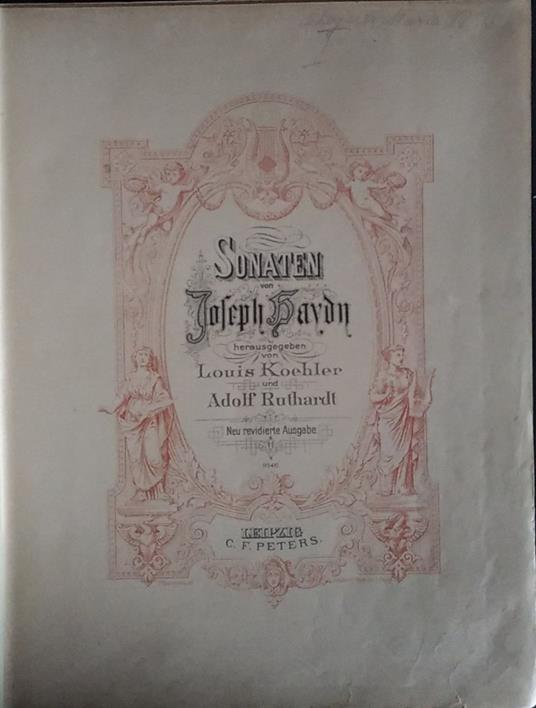 SONATEN
von
Joseph Haydn
herausgegeben
von
Louis Koehler
und
Adolf Ruthardt
Neu revidierte Ausgabe
LEIPZIG
C. F. PETERS.